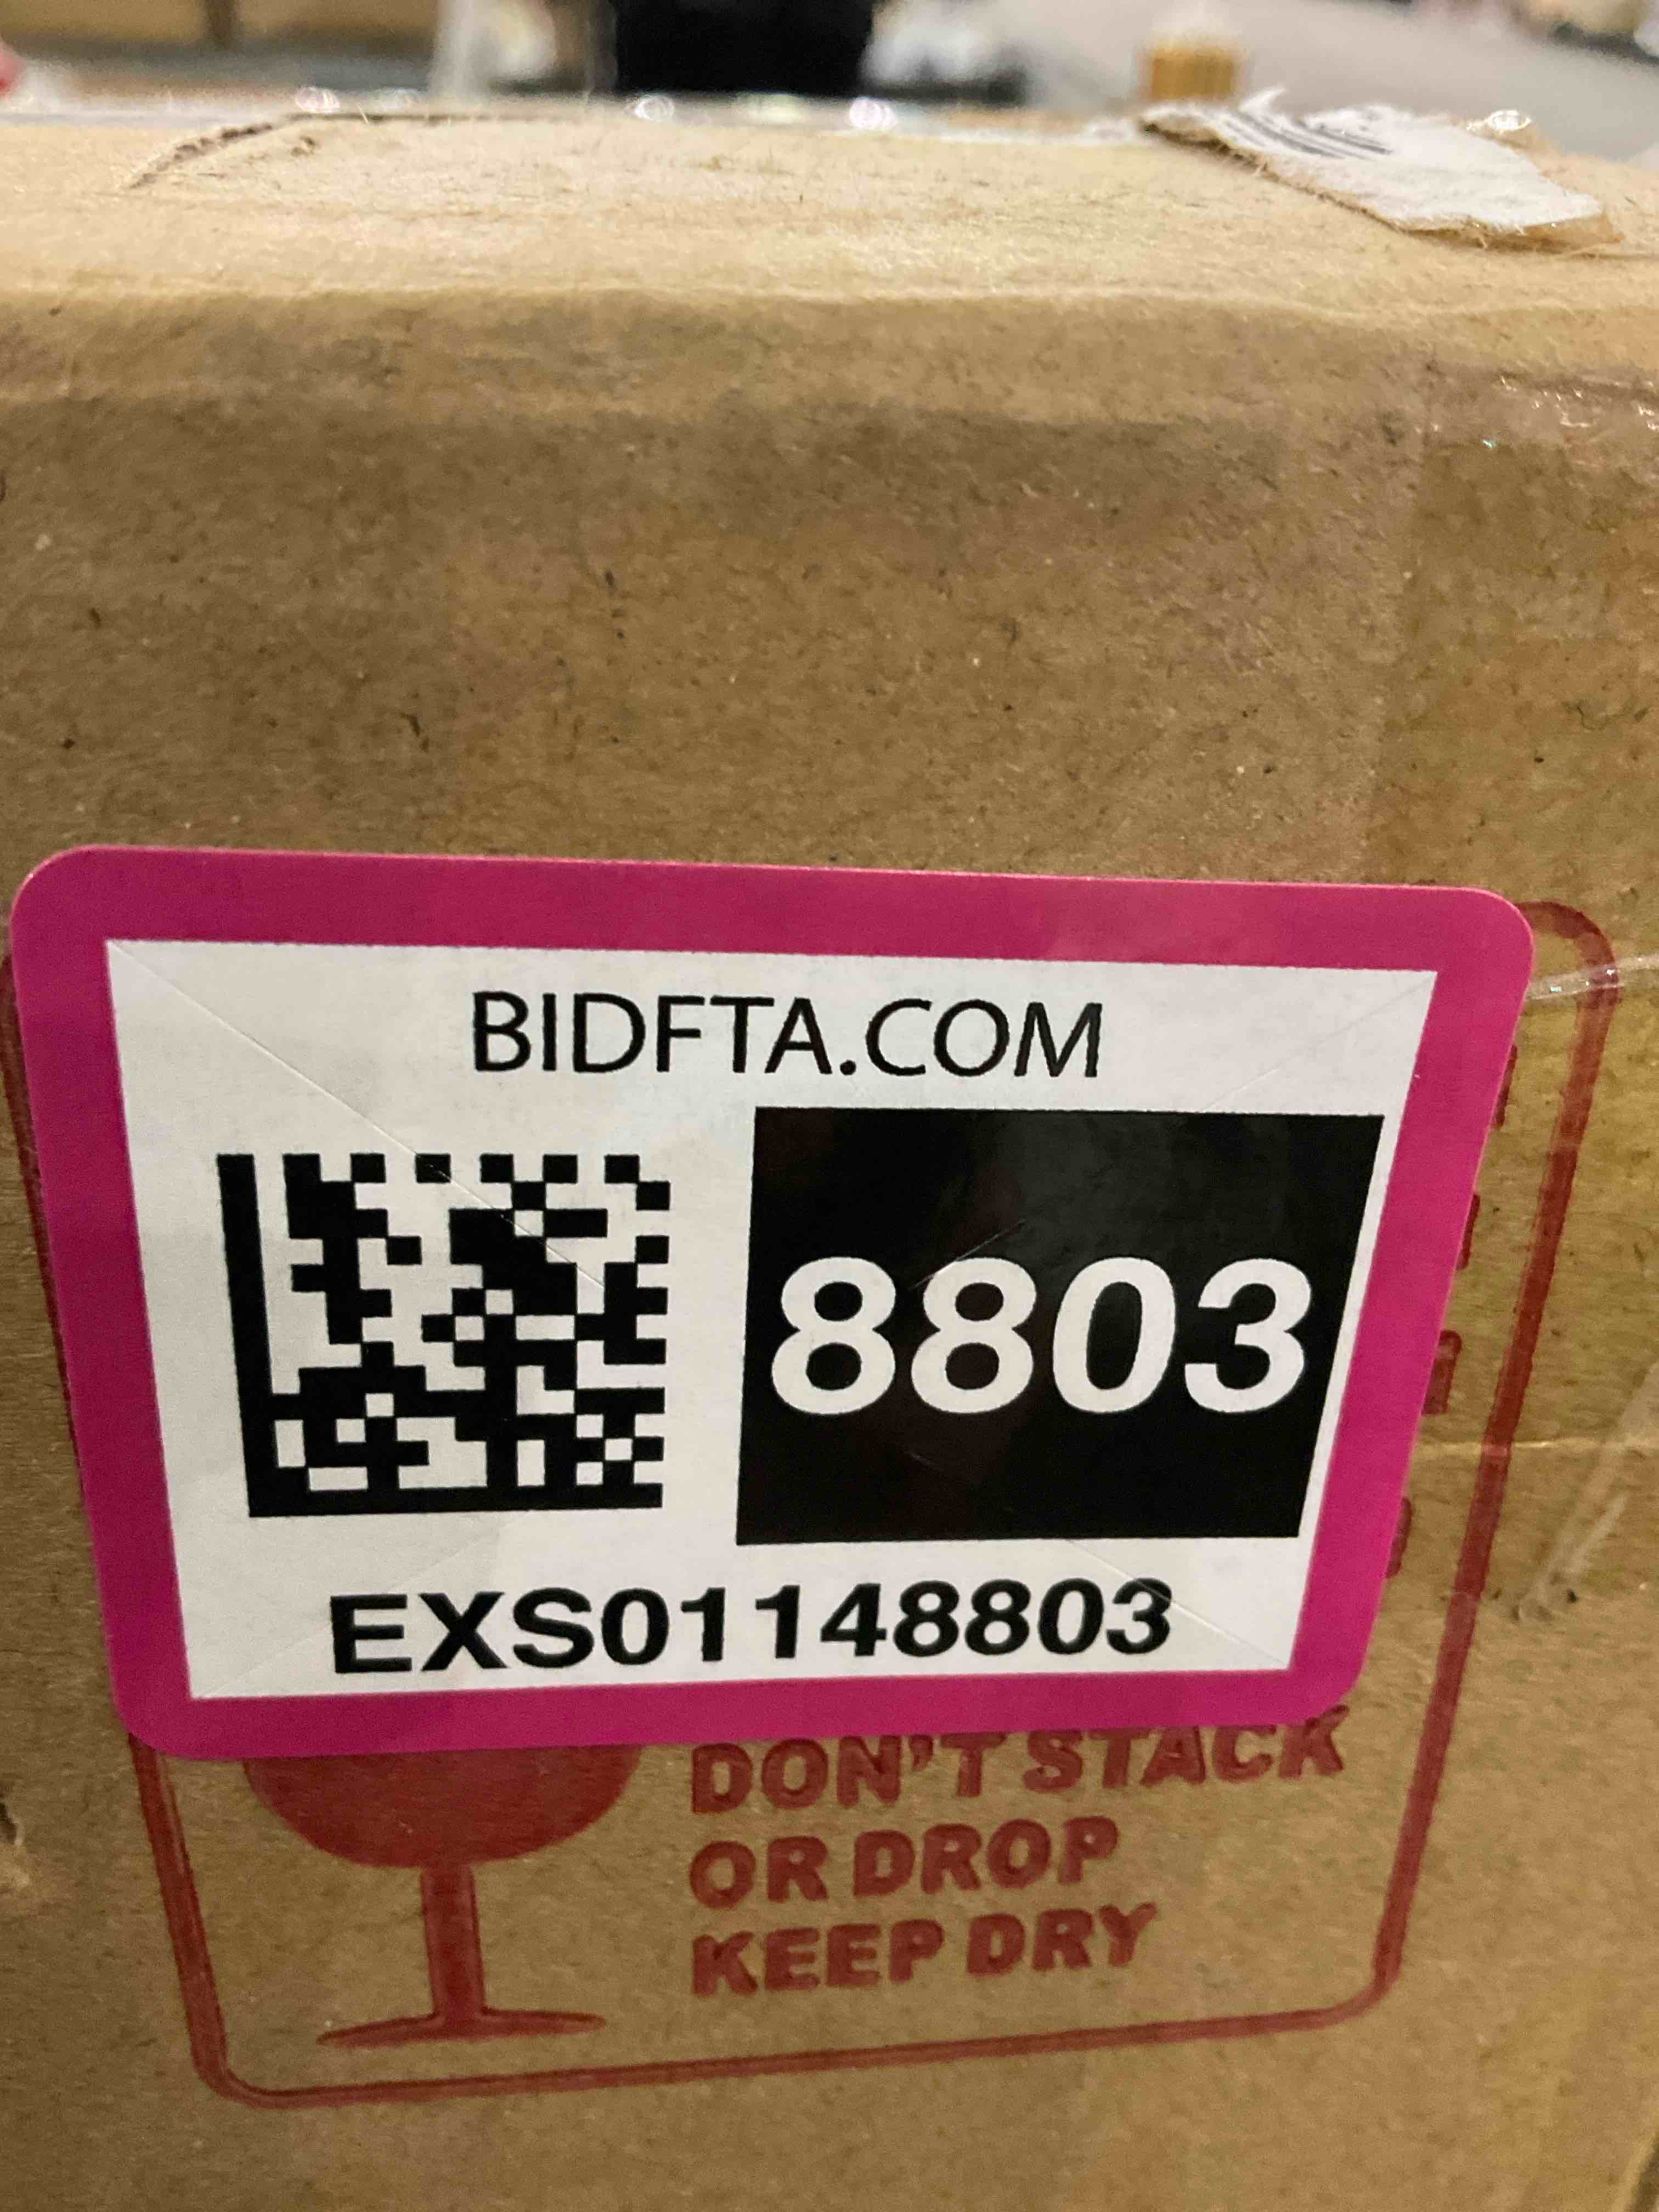 BIDFTA.COM
8803
EXS01148803
DON'T STACK
OR DROP
KEEP DRY